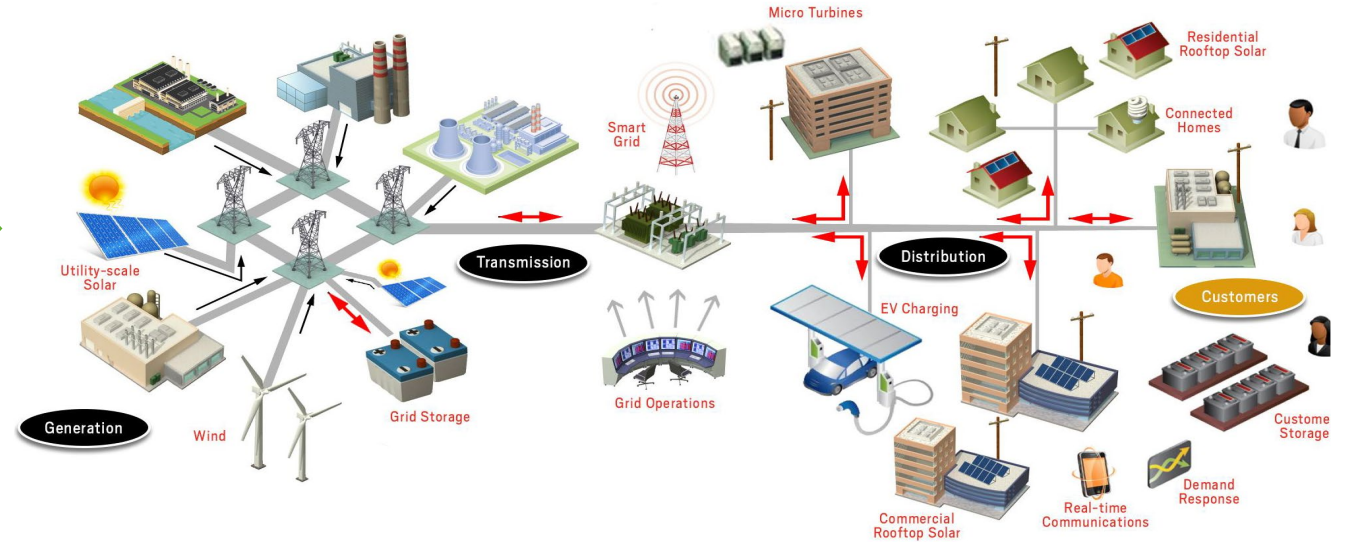 Micro Turbines
Residential
Rooftop Solar
Smart
Grid
Connected
Homes
Utility-scale
Solar
Transmission
Distribution
Customers
EV Charging
Generation
Wind
Grid Storage
Grid Operations
Custome
Storage
Commercial
Rooftop Solar
Real-time
Communications
Demand
Response